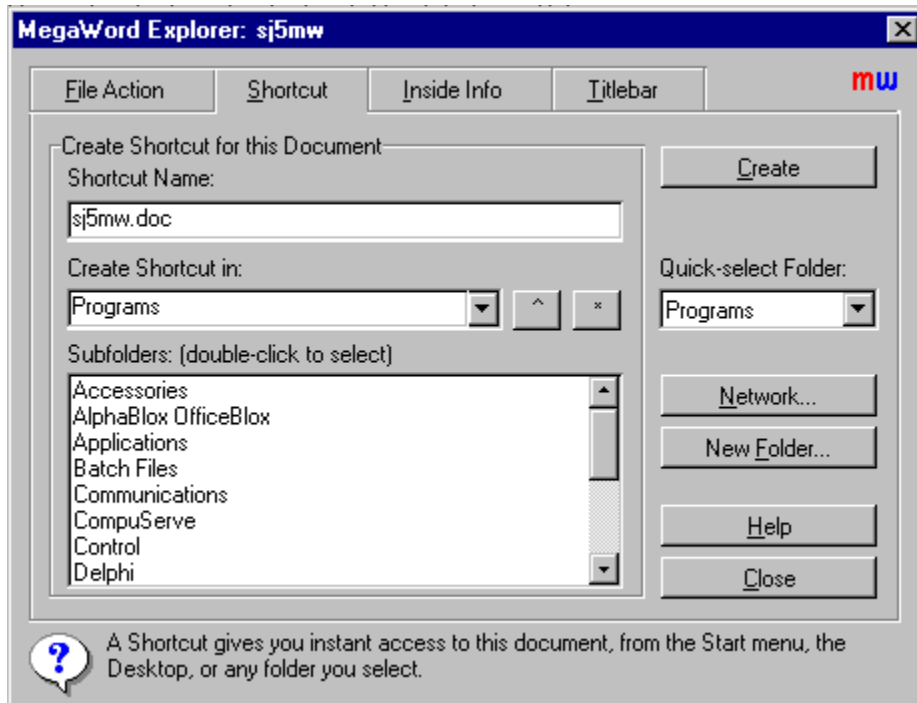 MegaWord Explorer: sj5mw
File Action Shortcut Inside Info Titlebar
mw
Create Shortcut for this Document
Shortcut Name:
sj5mw.doc
Create
Create Shortcut in:
Programs
^ *
Quick-select Folder:
Programs
Subfolders: (double-click to select)
Accessories
AlphaBlox OfficeBlox
Applications
Batch Files
Communications
CompuServe
Control
Delphi
Network...
New Folder...
Help
Close
A Shortcut gives you instant access to this document, from the Start menu, the
Desktop, or any folder you select.